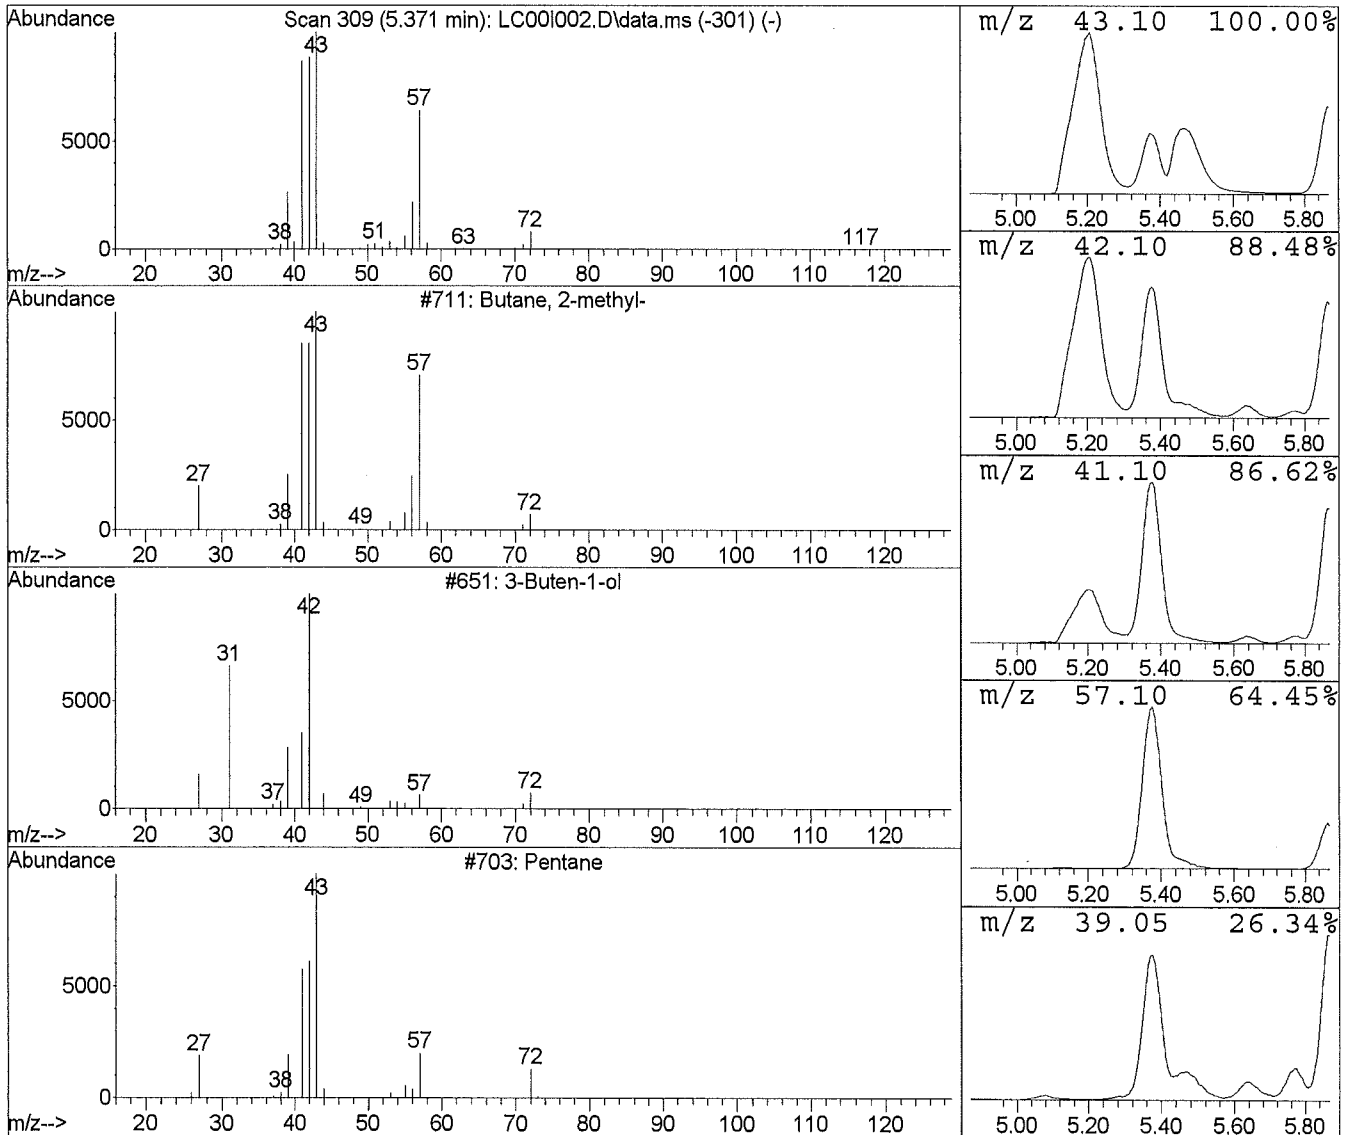 Abundance
Scan 309 (5.371 min): LC00I002.D\data.ms (-301) (-)
43
57
5000
38
51
63
72
117
0
m/z-->
20 30 40 50 60 70 80 90 100 110 120
Abundance
#711: Butane, 2-methyl-
43
57
5000
27
38
49
72
0
m/z-->
20 30 40 50 60 70 80 90 100 110 120
Abundance
#651: 3-Buten-1-ol
42
31
5000
37
49
57
72
0
m/z-->
20 30 40 50 60 70 80 90 100 110 120
Abundance
#703: Pentane
43
5000
27
38
57
72
0
m/z-->
20 30 40 50 60 70 80 90 100 110 120
m/z 43.10 100.00%
5.00 5.20 5.40 5.60 5.80
m/z 42.10 88.48%
5.00 5.20 5.40 5.60 5.80
m/z 41.10 86.62%
5.00 5.20 5.40 5.60 5.80
m/z 57.10 64.45%
5.00 5.20 5.40 5.60 5.80
m/z 39.05 26.34%
5.00 5.20 5.40 5.60 5.80